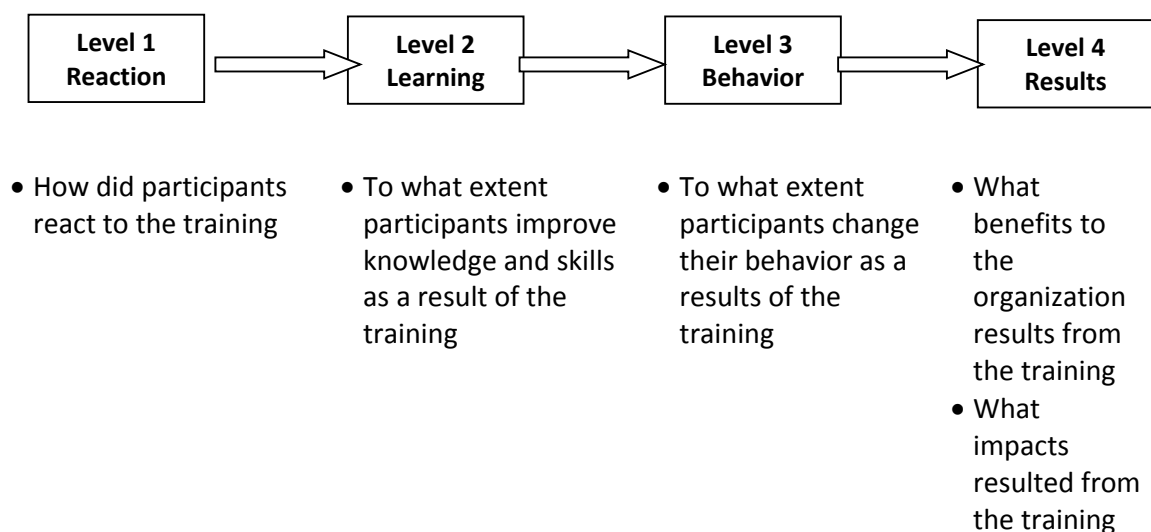 Level 1
Reaction
Level 2
Learning
Level 3
Behavior
Level 4
Results
• How did participants
react to the training
• To what extent
participants improve
knowledge and skills
as a result of the
training
• To what extent
participants change
their behavior as a
results of the
training
• What
benefits to
the
organization
results from
the training
• What
impacts
resulted from
the training